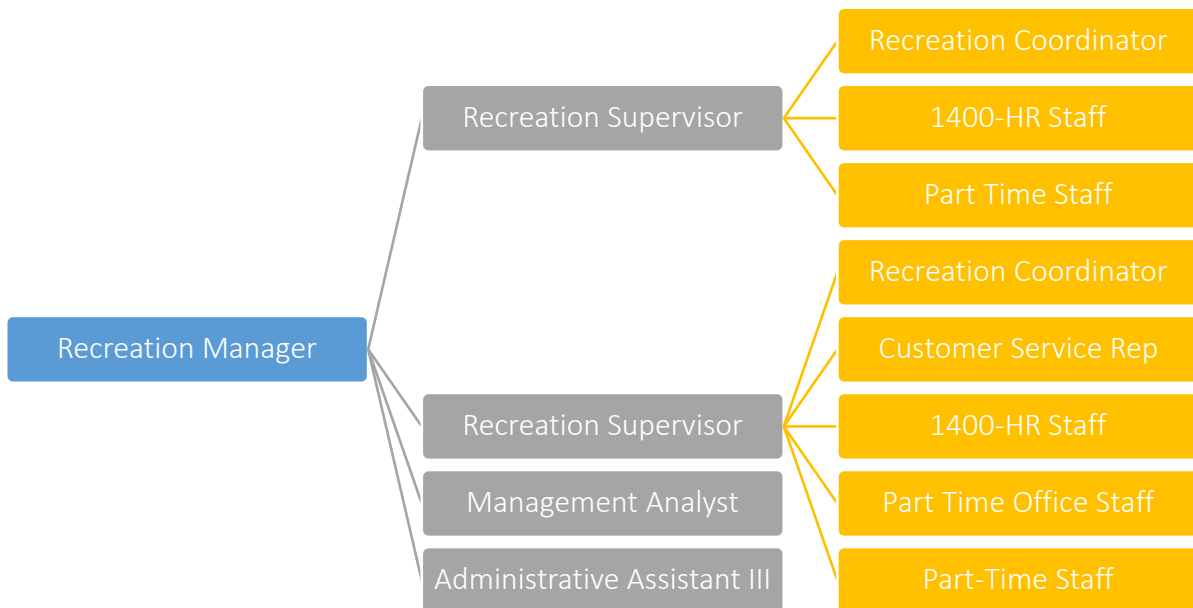 Recreation Manager
Recreation Supervisor
Recreation Coordinator
1400-HR Staff
Part Time Staff
Recreation Supervisor
Recreation Coordinator
Customer Service Rep
1400-HR Staff
Part Time Office Staff
Part-Time Staff
Management Analyst
Administrative Assistant III